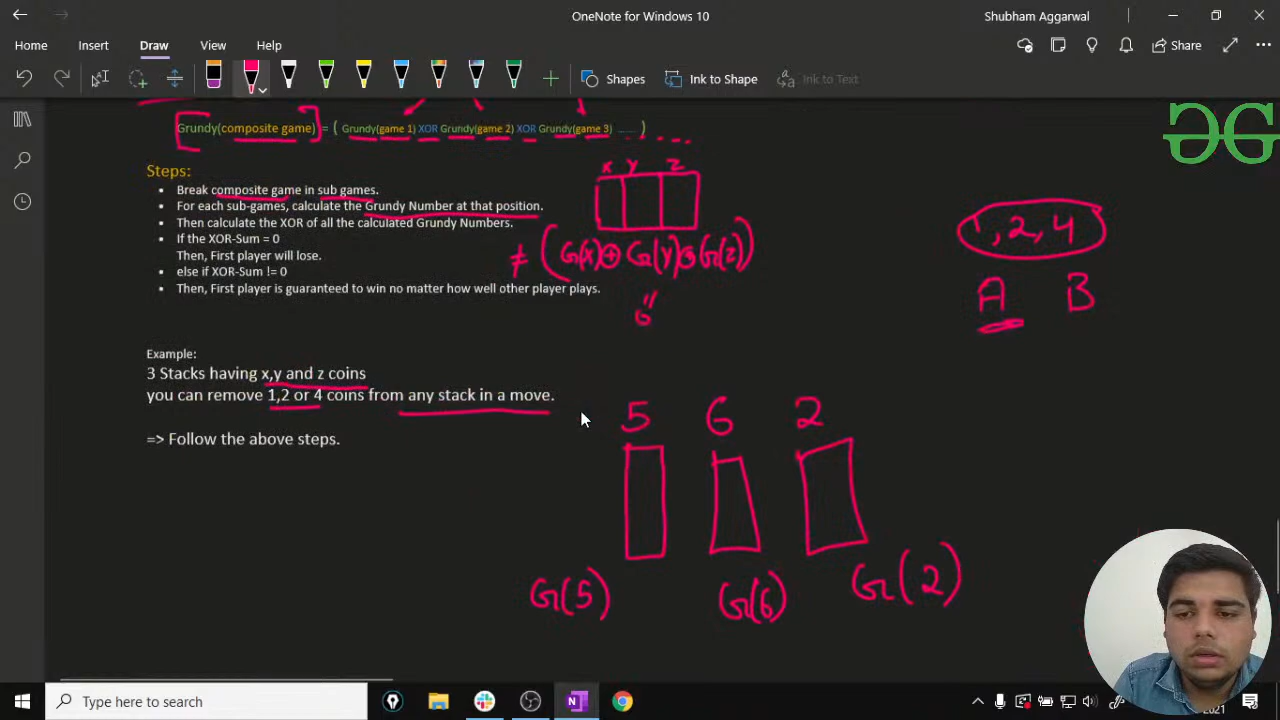 OneNote for Windows 10
Shubham Aggarwal
Home Insert Draw View Help
Share
Shapes
Ink to Shape
Ink to Text
Grundy(composite game) = ( Grundy(game 1) XOR Grundy(game 2) XOR Grundy(game 3) ...... )
Steps:
• Break composite game in sub games.
• For each sub-games, calculate the Grundy Number at that position.
• Then calculate the XOR of all the calculated Grundy Numbers.
• If the XOR-Sum = 0
Then, First player will lose.
• else if XOR-Sum != 0
• Then, First player is guaranteed to win no matter how well other player plays.
x y z
≠ (G(x)⊕ G(y)⊕ G(z))
1, 2, 4
A B
Example:
3 Stacks having x,y and z coins
you can remove 1,2 or 4 coins from any stack in a move.
=> Follow the above steps.
5 6 2
G(5) G(6) G(2)
Type here to search
2021